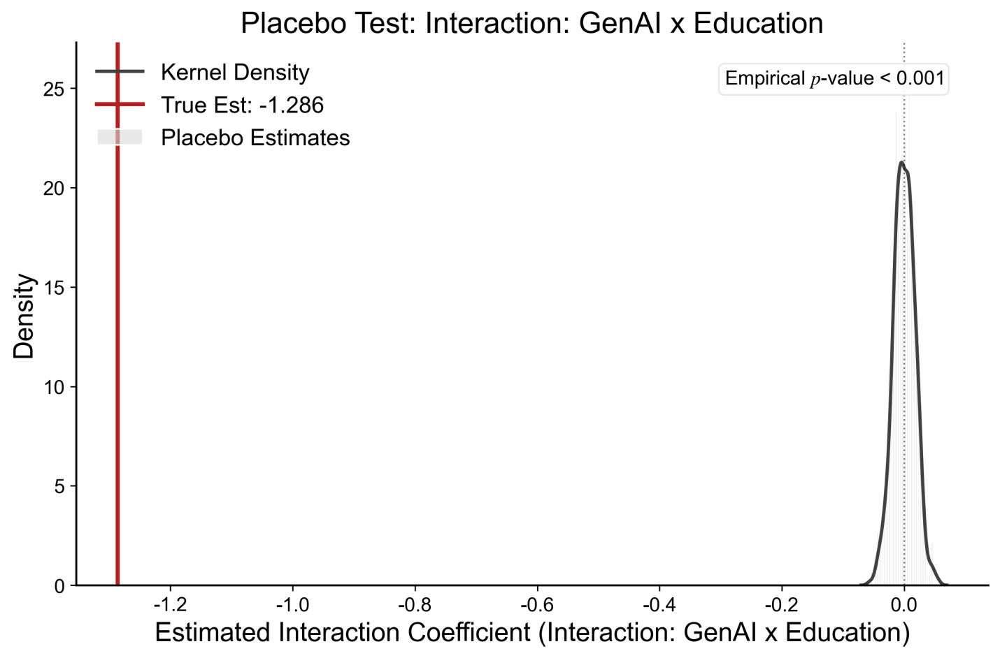 Placebo Test: Interaction: GenAI x Education
Kernel Density
True Est: -1.286
Placebo Estimates
Empirical p-value < 0.001
Density
25
20
15
10
5
0
-1.2
-1.0
-0.8
-0.6
-0.4
-0.2
0.0
Estimated Interaction Coefficient (Interaction: GenAI x Education)